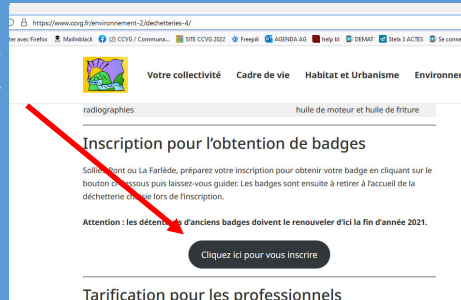 https://www.ccvg.fr/environnement-2/dechetteries-4/
er avec Firefox Mailinblack (2) CCVG / Communa... SITE CCVG 2022 Freepik AGENDA AG help bl DEMAT Stela 3 ACTES Se conne
Votre collectivité Cadre de vie Habitat et Urbanisme Environne
radiographies huile de moteur et huile de friture
Inscription pour l'obtention de badges
Solliès Pont ou La Farlède, préparez votre inscription pour obtenir votre badge en cliquant sur le
bouton ci-dessous puis laissez-vous guider. Les badges sont ensuite à retirer à l'accueil de la
déchetterie choisie lors de l'inscription.
Attention : les détenteurs d'anciens badges doivent le renouveler d'ici la fin d'année 2021.
Cliquez ici pour vous inscrire
Tarification pour les professionnels